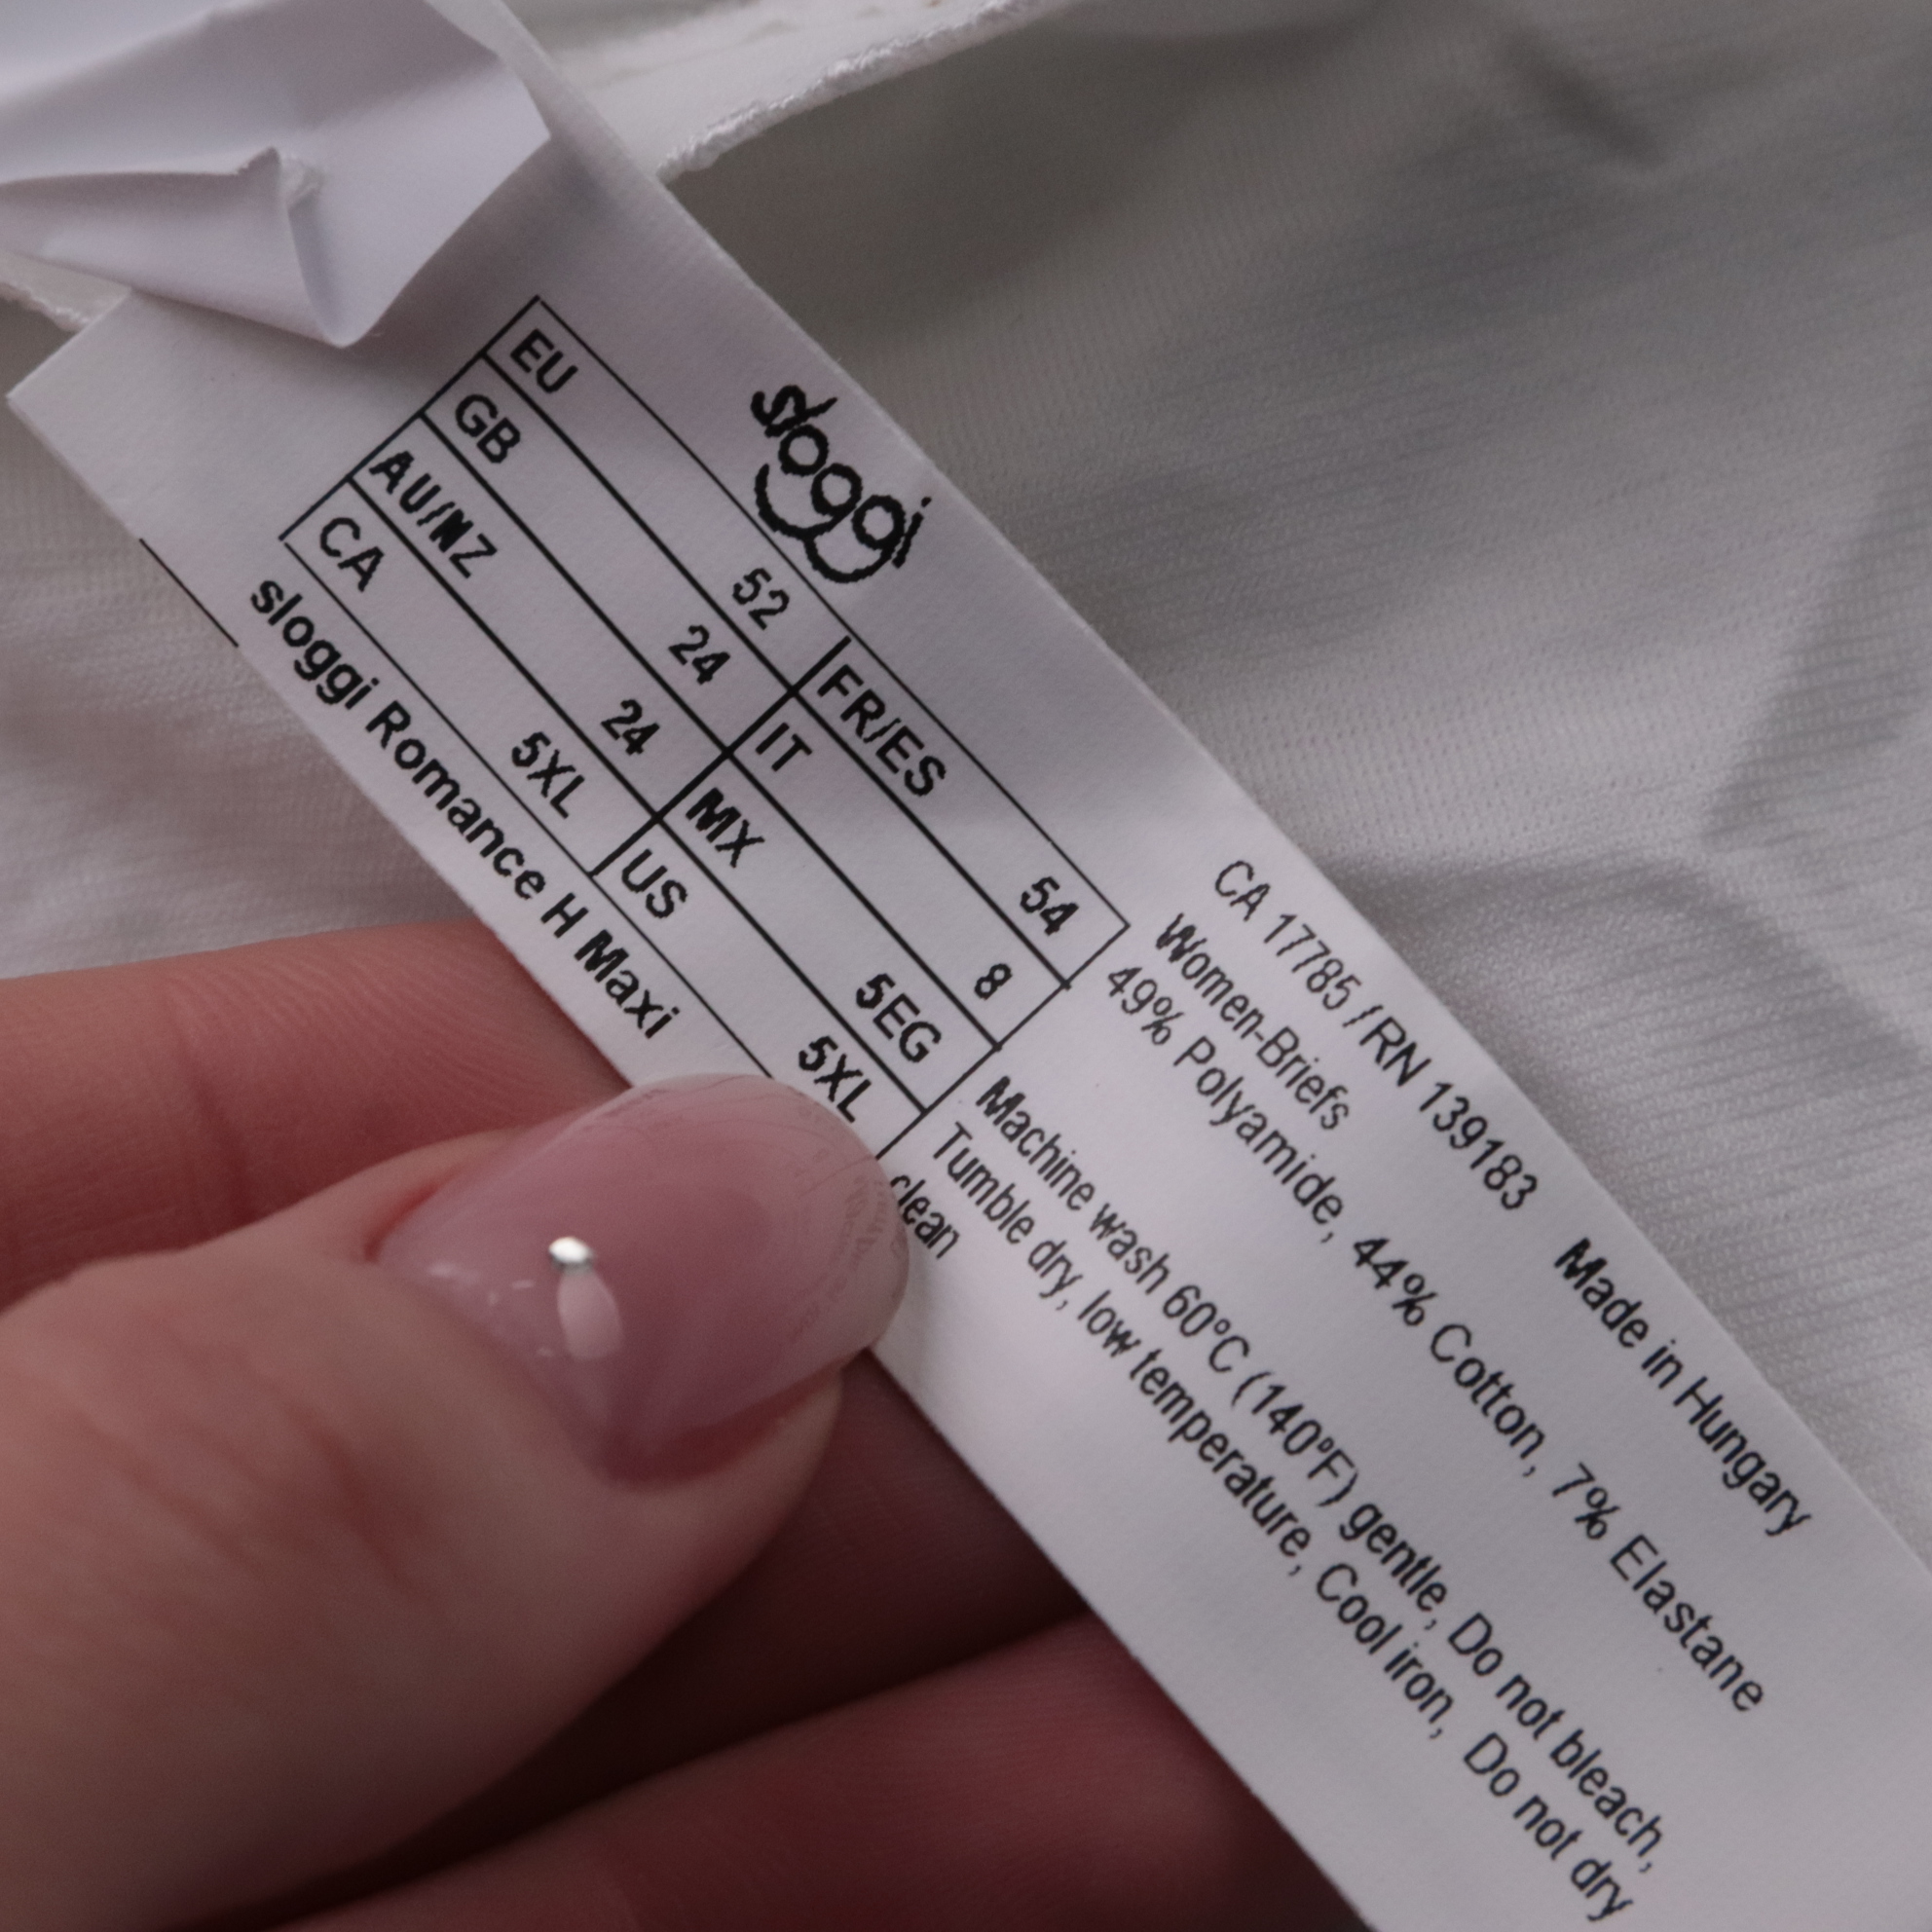 sloggi
EU 52 FR/ES 54
GB 24 IT 8
AU/NZ 24 MX 5EG
CA 5XL US 5XL
sloggi Romance H Maxi
CA 17785 / RN 139183 Made in Hungary
Women-Briefs
49% Polyamide, 44% Cotton, 7% Elastane
Machine wash 60°C (140°F) gentle, Do not bleach,
Tumble dry, low temperature, Cool iron, Do not dry
clean